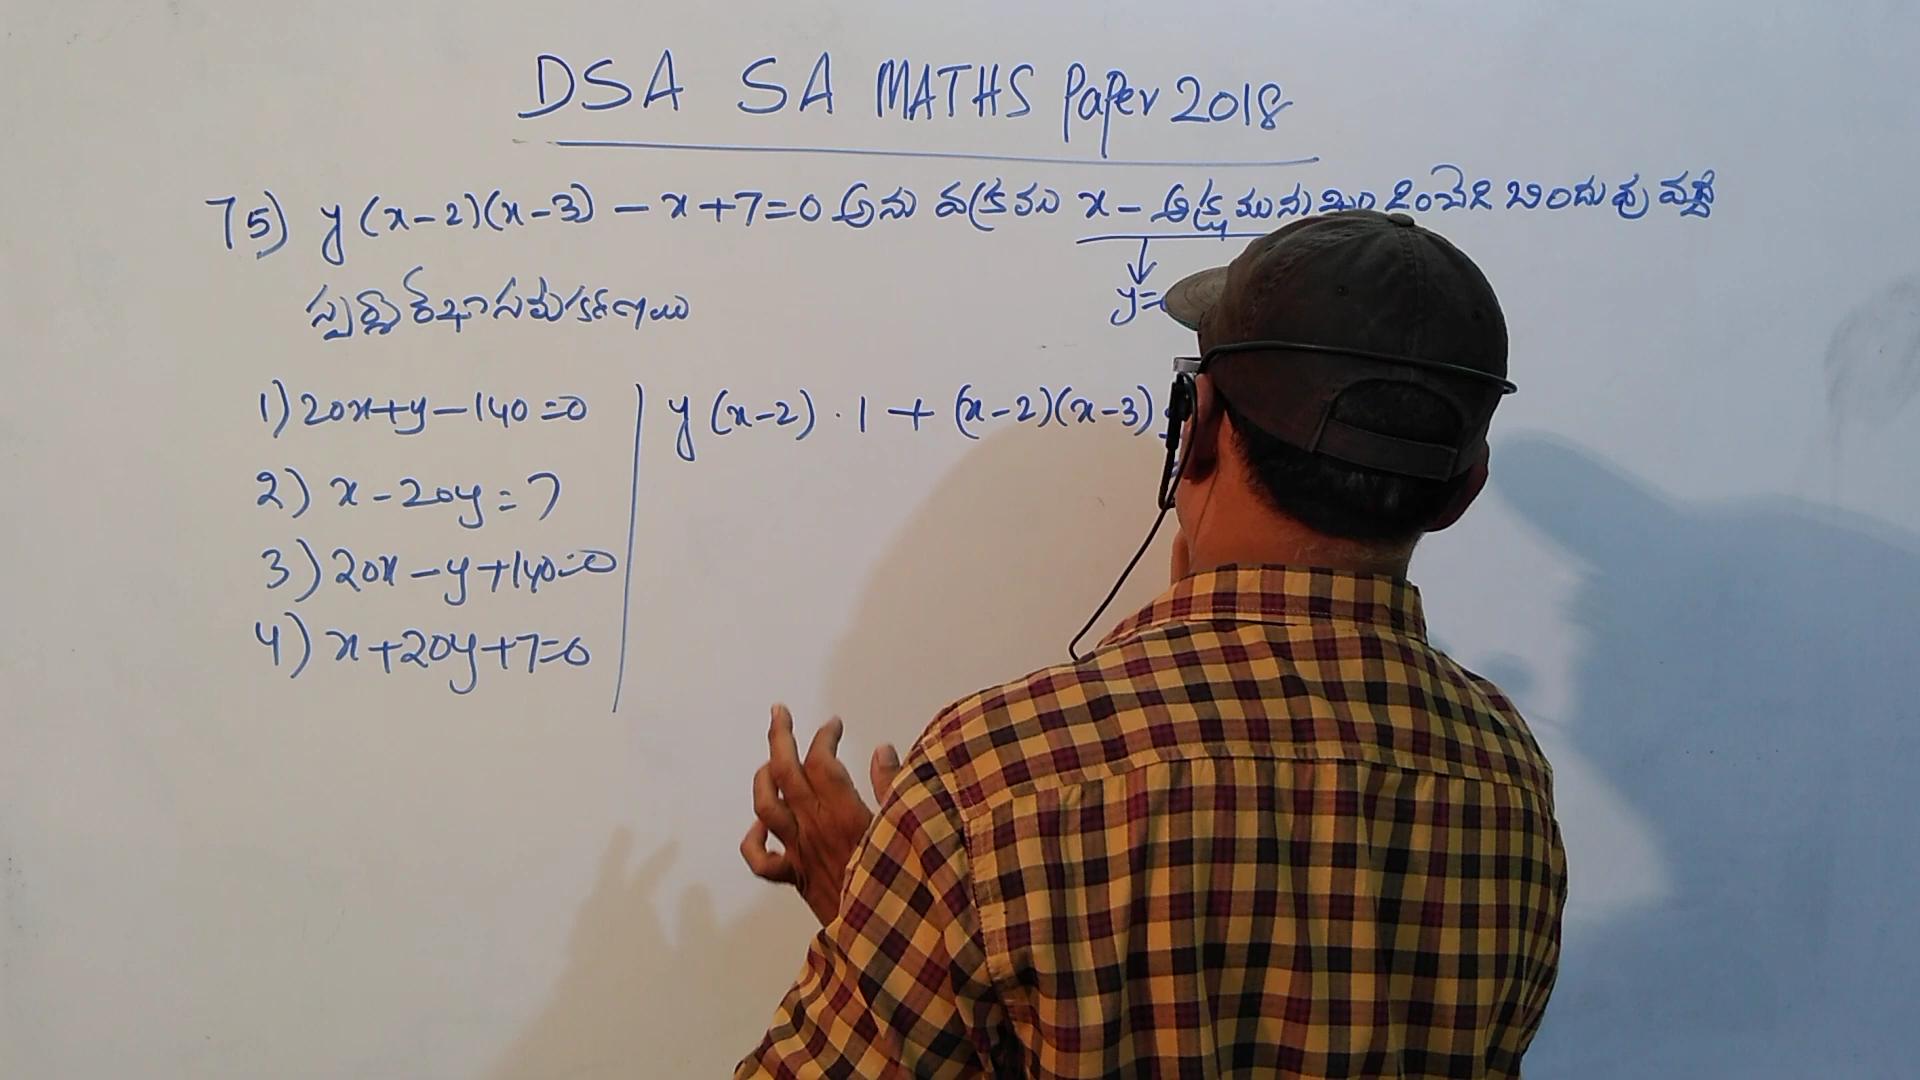 DSA SA MATHS Paper 2018
75) y(x-2)(x-3) - x+7=0 అను వక్రము x- అక్షమును ఖండించేది బిందువు వద్ద
స్పర్శరేఖా సమీకరణము
y=
1) 20x+y-140=0
y(x-2).1 + (x-2)(x-3)
2) x-20y=7
3) 20x-y+140=0
4) x+20y+7=0